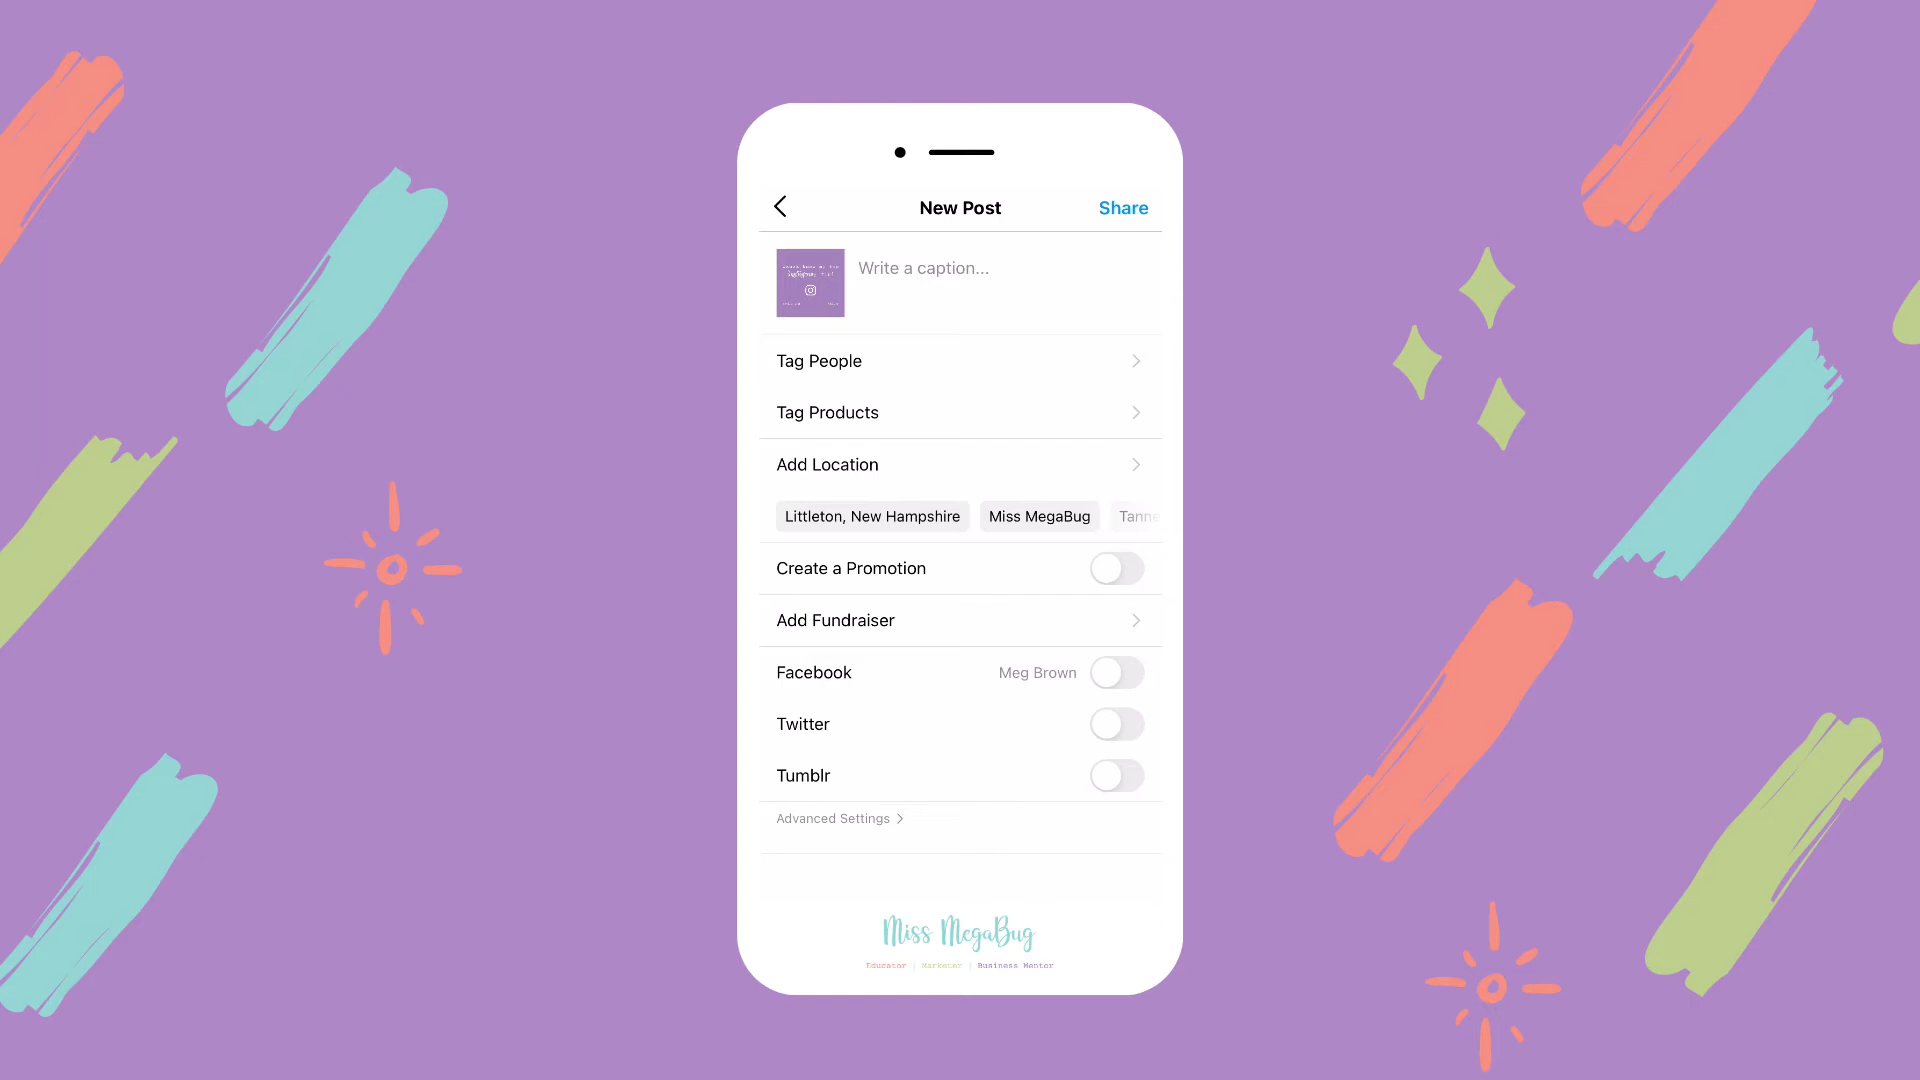 New Post
Share
Write a caption...
Tag People
Tag Products
Add Location
Littleton, New Hampshire
Miss MegaBug
Tanne
Create a Promotion
Add Fundraiser
Facebook
Meg Brown
Twitter
Tumblr
Advanced Settings
Miss MegaBug
Educator | Marketer | Business Mentor